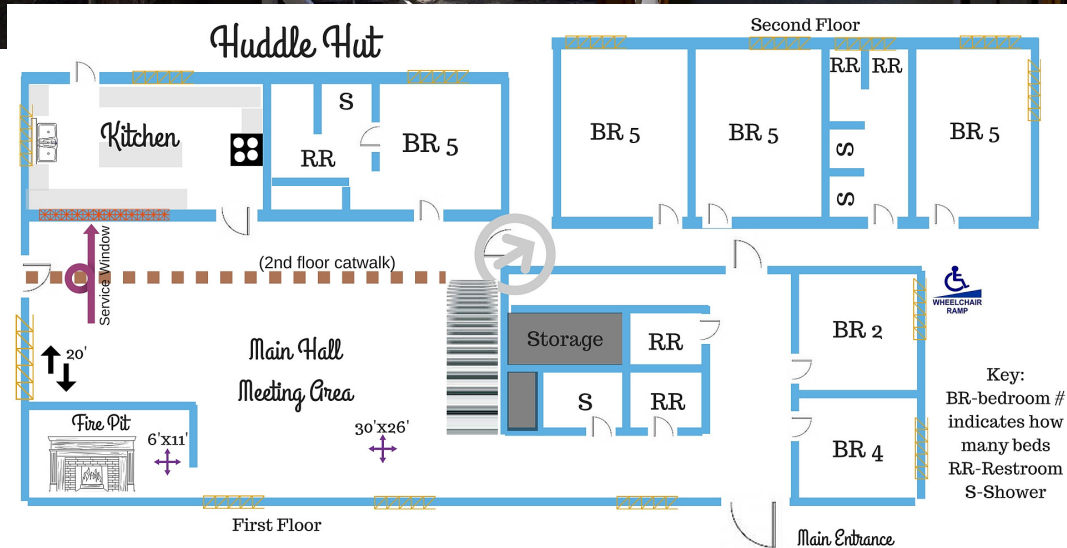 Huddle Hut
Second Floor
Kitchen
S
RR
BR 5
BR 5
BR 5
RR
RR
S
S
BR 5
Service Window
(2nd floor catwalk)
20'
Main Hall
Meeting Area
Fire Pit
6'x11'
30'x26'
Storage
RR
S
RR
BR 2
BR 4
WHEELCHAIR
RAMP
Key:
BR-bedroom #
indicates how
many beds
RR-Restroom
S-Shower
First Floor
Main Entrance